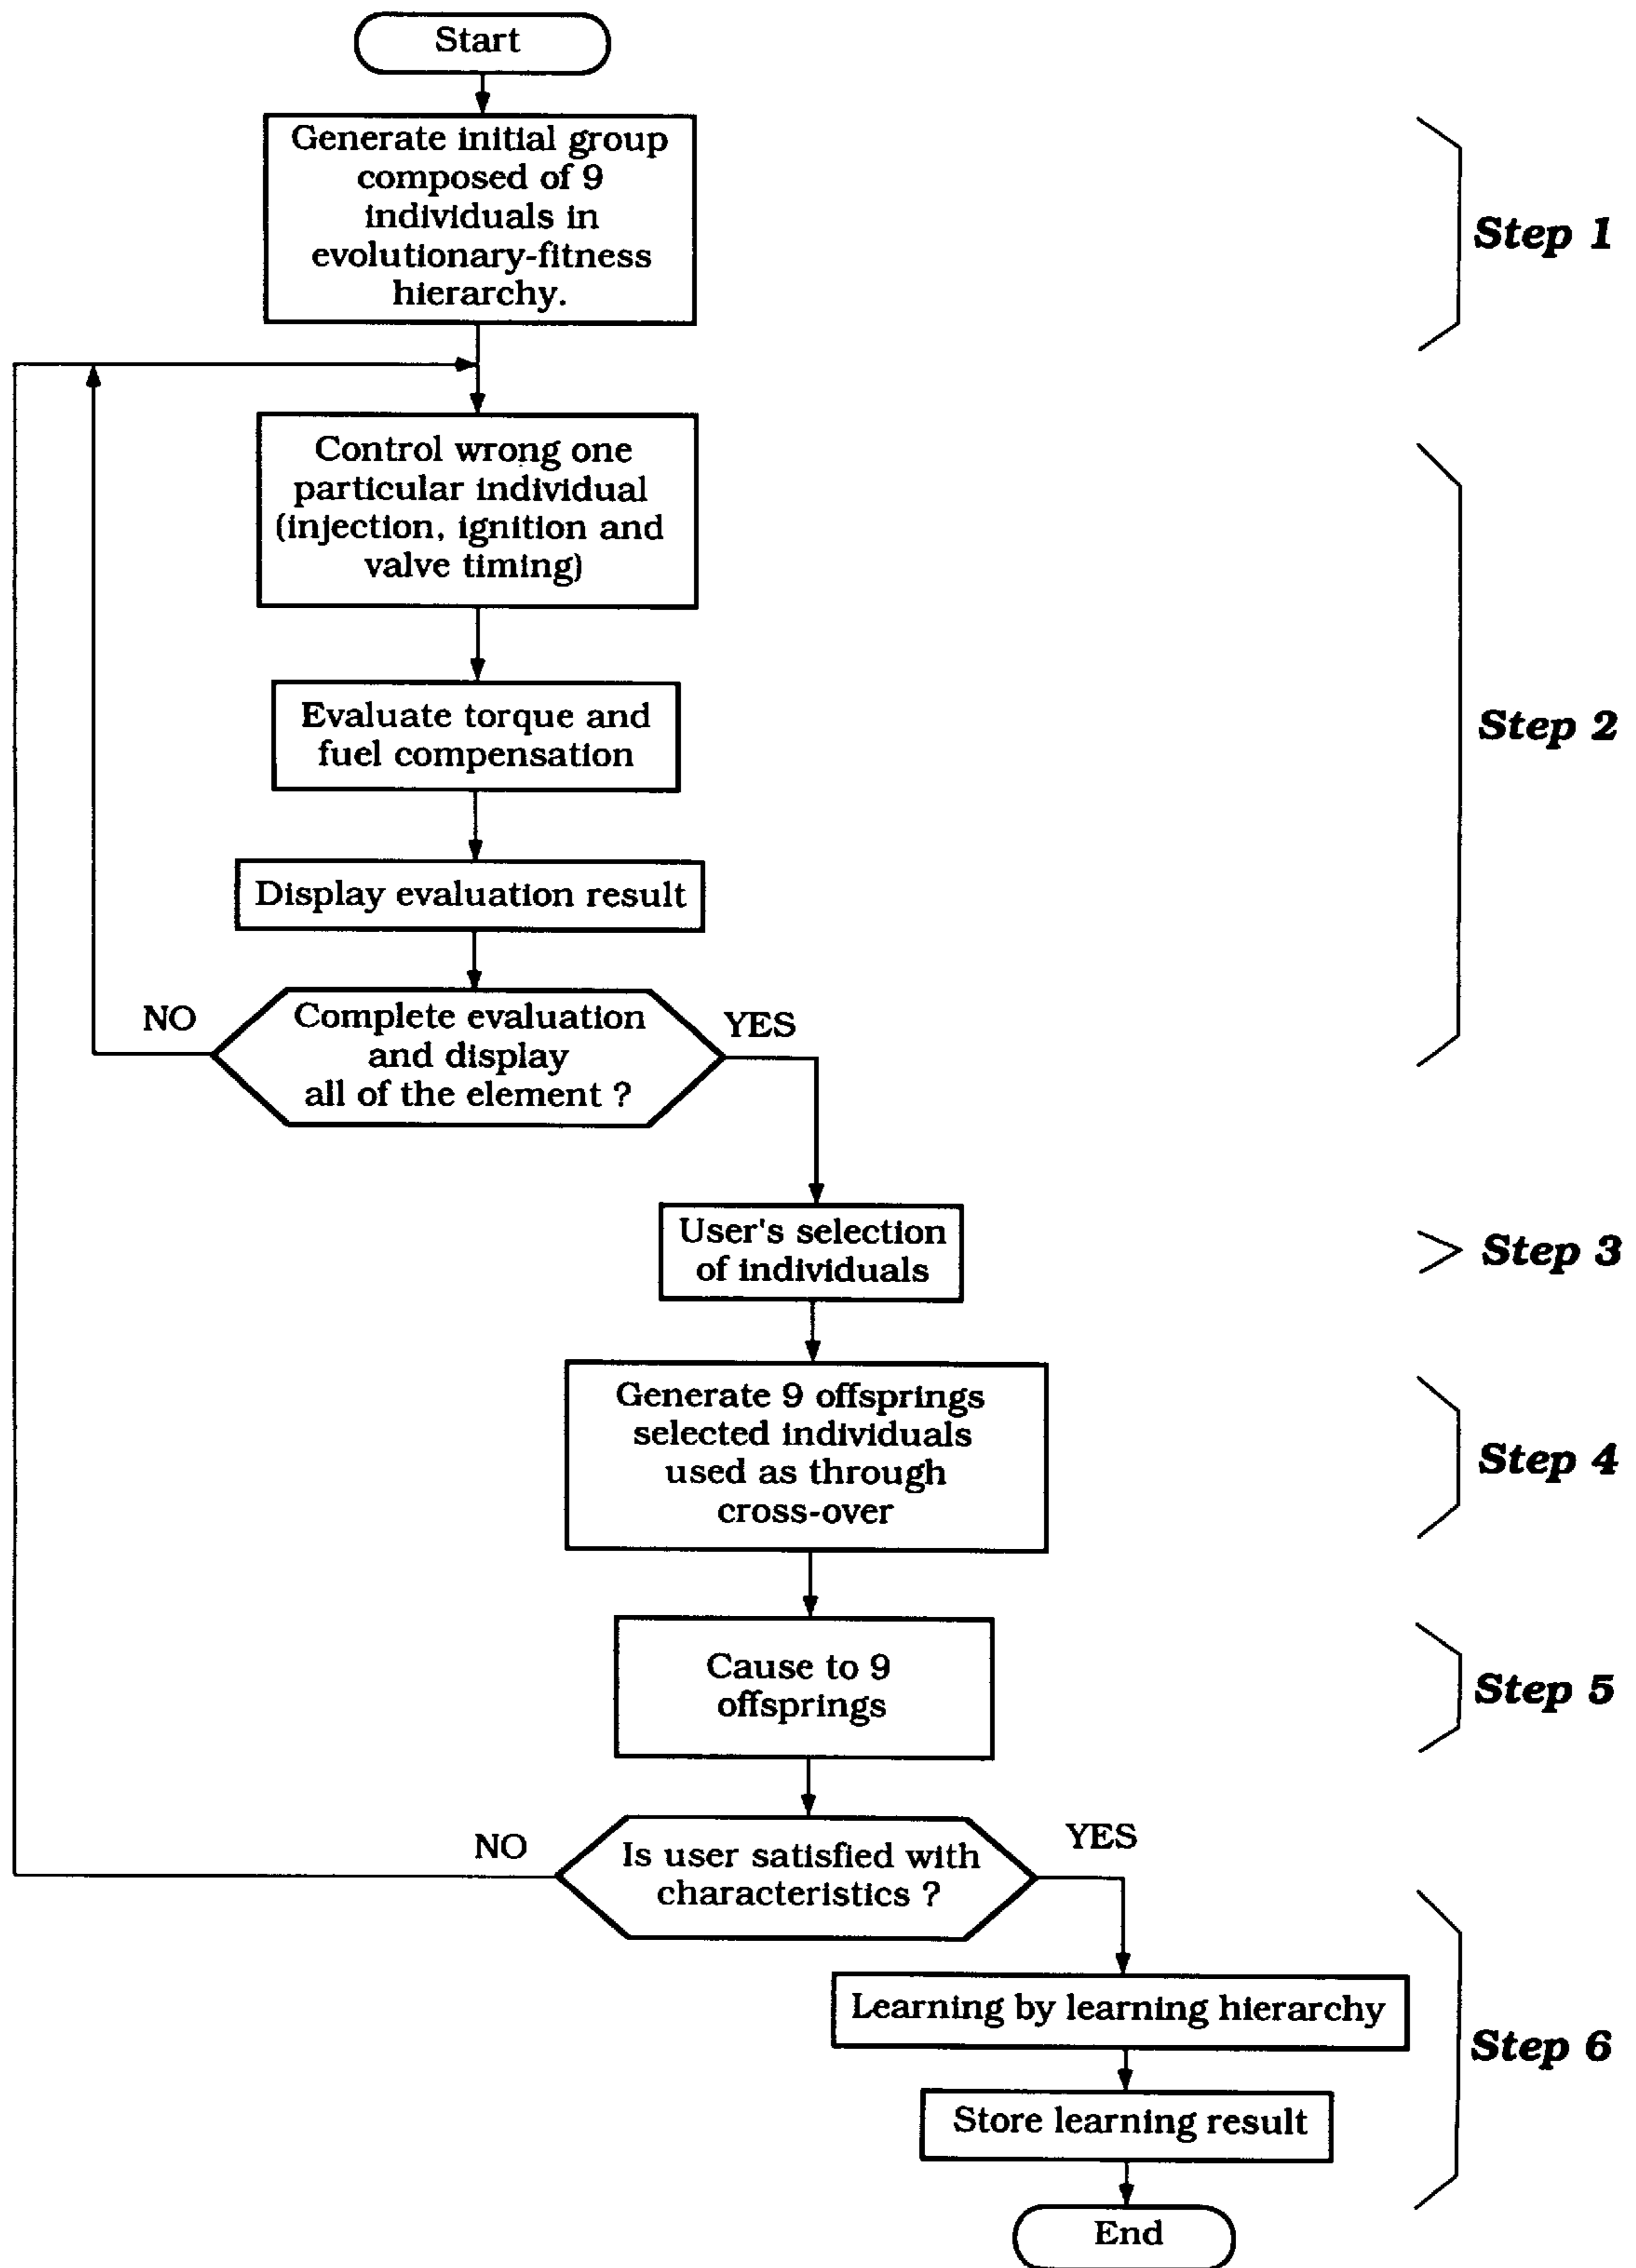 Start
Generate initial group
composed of 9
individuals in
evolutionary-fitness
hierarchy.
Step 1
Control wrong one
particular individual
(injection, ignition and
valve timing)
Evaluate torque and
fuel compensation
Step 2
Display evaluation result
NO
Complete evaluation
and display
all of the element ?
YES
User's selection
of individuals
Step 3
Generate 9 offsprings
selected individuals
used as through
cross-over
Step 4
Cause to 9
offsprings
Step 5
NO
Is user satisfied with
characteristics ?
YES
Learning by learning hierarchy
Step 6
Store learning result
End